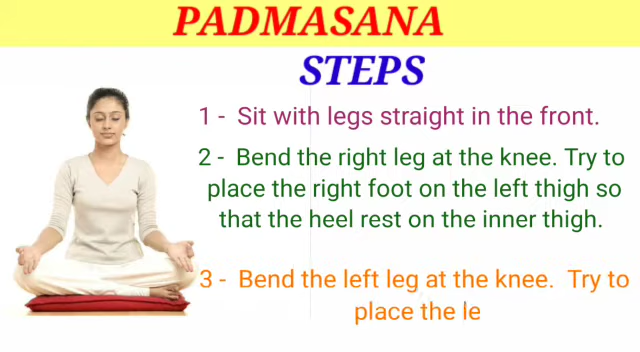 PADMASANA
STEPS
1 - Sit with legs straight in the front.
2 - Bend the right leg at the knee. Try to
place the right foot on the left thigh so
that the heel rest on the inner thigh.
3 - Bend the left leg at the knee. Try to
place the le